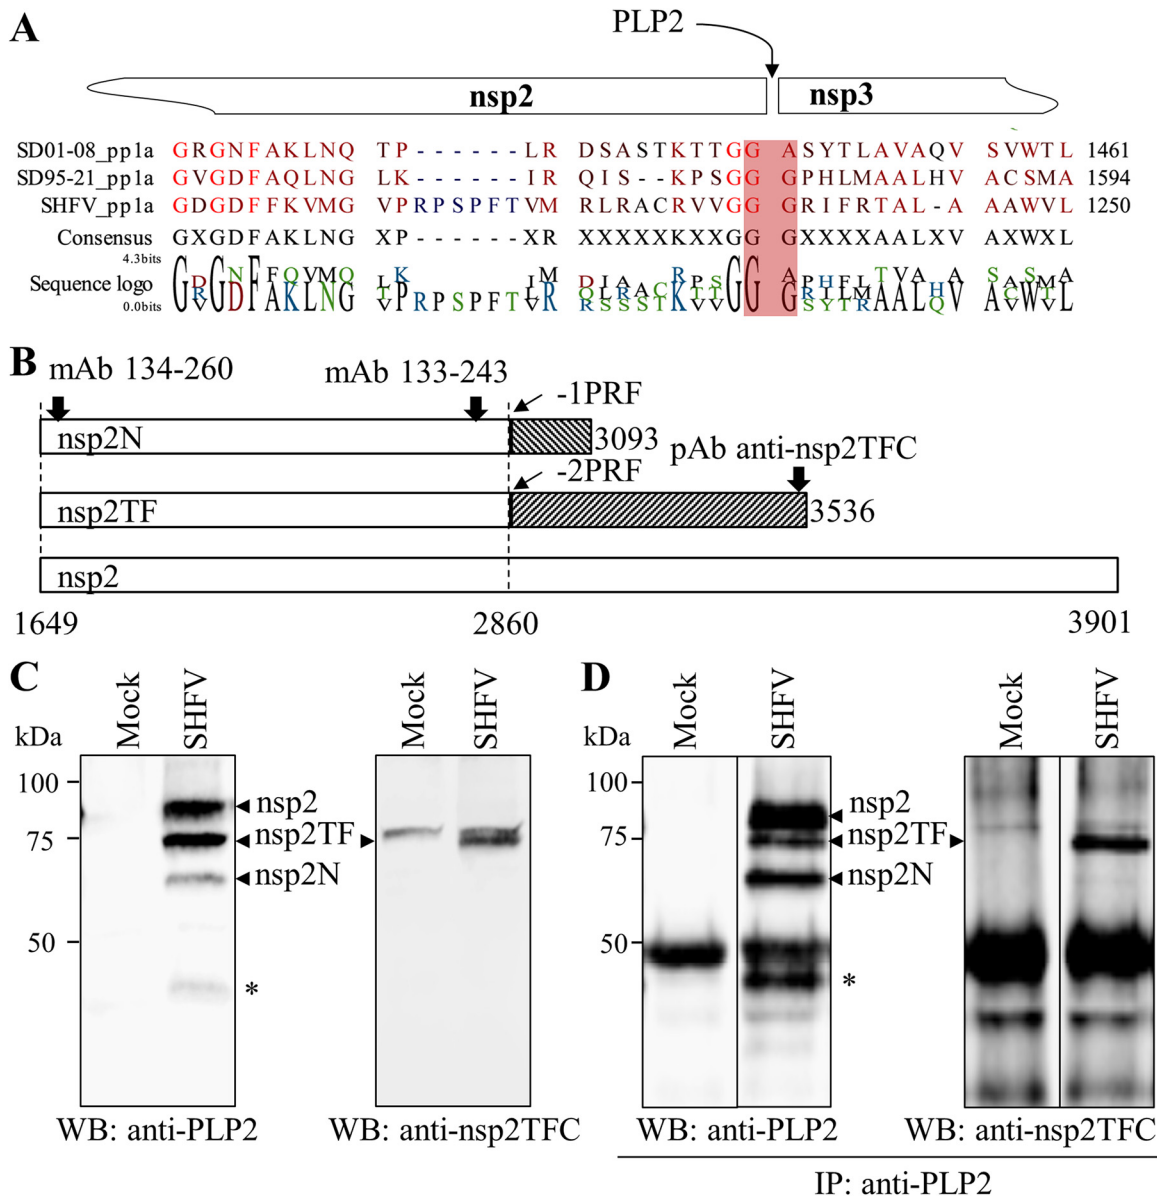 A
PLP2
nsp2 nsp3
SD01-08_pp1a GRGNFAKLNQ TP------LR DSASTKTTGG ASYTLAVAQV SVWTL 1461
SD95-21_pp1a GVGDFAQLNG LK------IR QIS--KPSGG GPHLMAALHV ACSMA 1594
SHFV_pp1a GDGDFFKVMG VPRPSPFTVM RLRACRVVGG GRIFRTAL-A AAWVL 1250
Consensus GXGDFAKLNG XP------XR XXXXXKXXGG GXXXXAALXV AXWXL
4.3bits
Sequence logo
0.0bits
B
mAb 134-260 mAb 133-243 -1PRF
nsp2N 3093
pAb anti-nsp2TFC
-2PRF
nsp2TF 3536
nsp2
1649 2860 3901
C
Mock SHFV Mock SHFV
kDa
100
75
50
nsp2
nsp2TF
nsp2N
*
WB: anti-PLP2 WB: anti-nsp2TFC
D
Mock SHFV Mock SHFV
kDa
100
75
50
nsp2
nsp2TF
nsp2N
*
WB: anti-PLP2 WB: anti-nsp2TFC
IP: anti-PLP2